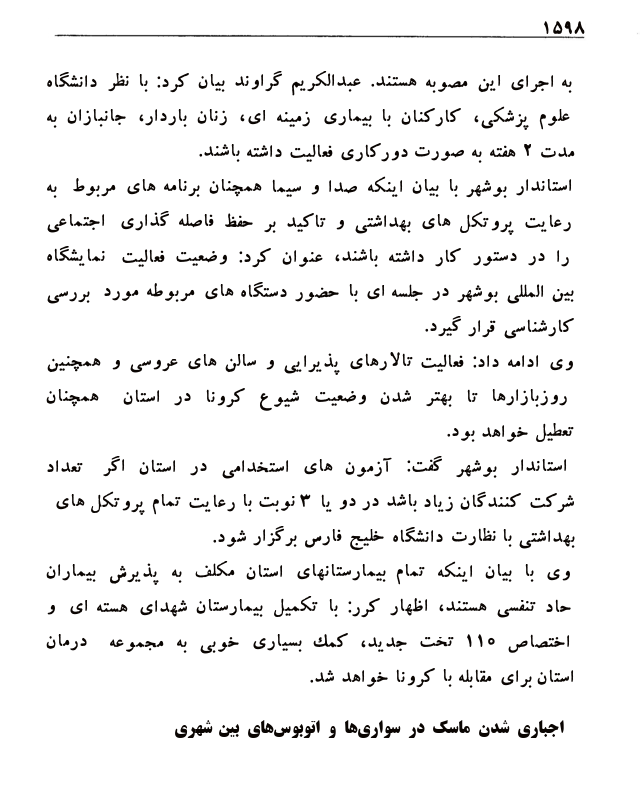 ۱۵۹۸
به اجرای این مصوبه هستند. عبدالکریم گراوند بیان کرد: با نظر دانشگاه
علوم پزشکی، کارکنان با بیماری زمینه ای، زنان باردار، جانبازان به
مدت ۲ هفته به صورت دورکاری فعالیت داشته باشند.
استاندار بوشهر با بیان اینکه صدا و سیما همچنان برنامه های مربوط به
رعایت پروتکل های بهداشتی و تاکید بر حفظ فاصله گذاری اجتماعی
را در دستور کار داشته باشند، عنوان کرد: وضعیت فعالیت نمایشگاه
بین المللی بوشهر در جلسه ای با حضور دستگاه های مربوطه مورد بررسی
کارشناسی قرار گیرد.
وی ادامه داد: فعالیت تالارهای پذیرایی و سالن های عروسی و همچنین
روزبازارها تا بهتر شدن وضعیت شیوع کرونا در استان همچنان
تعطیل خواهد بود.
استاندار بوشهر گفت: آزمون های استخدامی در استان اگر تعداد
شرکت کنندگان زیاد باشد در دو یا ۳ نوبت با رعایت تمام پروتکل های
بهداشتی با نظارت دانشگاه خلیج فارس برگزار شود.
وی با بیان اینکه تمام بیمارستانهای استان مکلف به پذیرش بیماران
حاد تنفسی هستند، اظهار کرر: با تکمیل بیمارستان شهدای هسته ای و
اختصاص ۱۱۰ تخت جدید، کمك بسیاری خوبی به مجموعه درمان
استان برای مقابله با کرونا خواهد شد.
اجباری شدن ماسک در سواری‌ها و اتوبوس‌های بین شهری